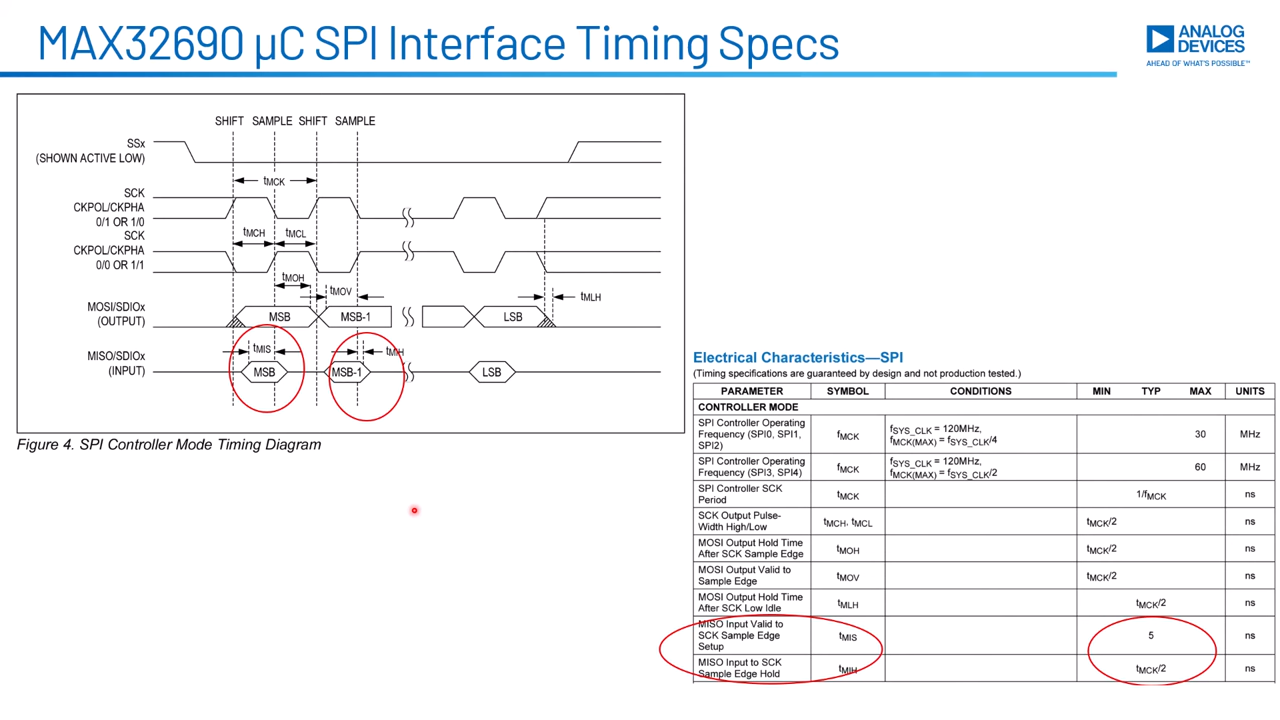 MAX32690 µC SPI Interface Timing Specs
ANALOG
DEVICES
AHEAD OF WHAT'S POSSIBLE™
SHIFT SAMPLE SHIFT SAMPLE
SSx
(SHOWN ACTIVE LOW)
tMCK
SCK
CKPOL/CKPHA
0/1 OR 1/0
SCK
CKPOL/CKPHA
0/0 OR 1/1
tMCH tMCL
tMOH
tMOV
tMLH
MOSI/SDIOx
(OUTPUT)
MSB MSB-1 LSB
MISO/SDIOx
(INPUT)
tMIS
tMIH
MSB MSB-1 LSB
Figure 4. SPI Controller Mode Timing Diagram
Electrical Characteristics—SPI
(Timing specifications are guaranteed by design and not production tested.)
PARAMETER SYMBOL CONDITIONS MIN TYP MAX UNITS
CONTROLLER MODE
SPI Controller Operating
Frequency (SPI0, SPI1,
SPI2)
fMCK
fSYS_CLK = 120MHz,
fMCK(MAX) = fSYS_CLK/4
30 MHz
SPI Controller Operating
Frequency (SPI3, SPI4)
fMCK
fSYS_CLK = 120MHz,
fMCK(MAX) = fSYS_CLK/2
60 MHz
SPI Controller SCK
Period
tMCK 1/fMCK ns
SCK Output Pulse-
Width High/Low
tMCH, tMCL tMCK/2 ns
MOSI Output Hold Time
After SCK Sample Edge
tMOH tMCK/2 ns
MOSI Output Valid to
Sample Edge
tMOV tMCK/2 ns
MOSI Output Hold Time
After SCK Low Idle
tMLH tMCK/2 ns
MISO Input Valid to
SCK Sample Edge
Setup
tMIS 5 ns
MISO Input to SCK
Sample Edge Hold
tMIH tMCK/2 ns